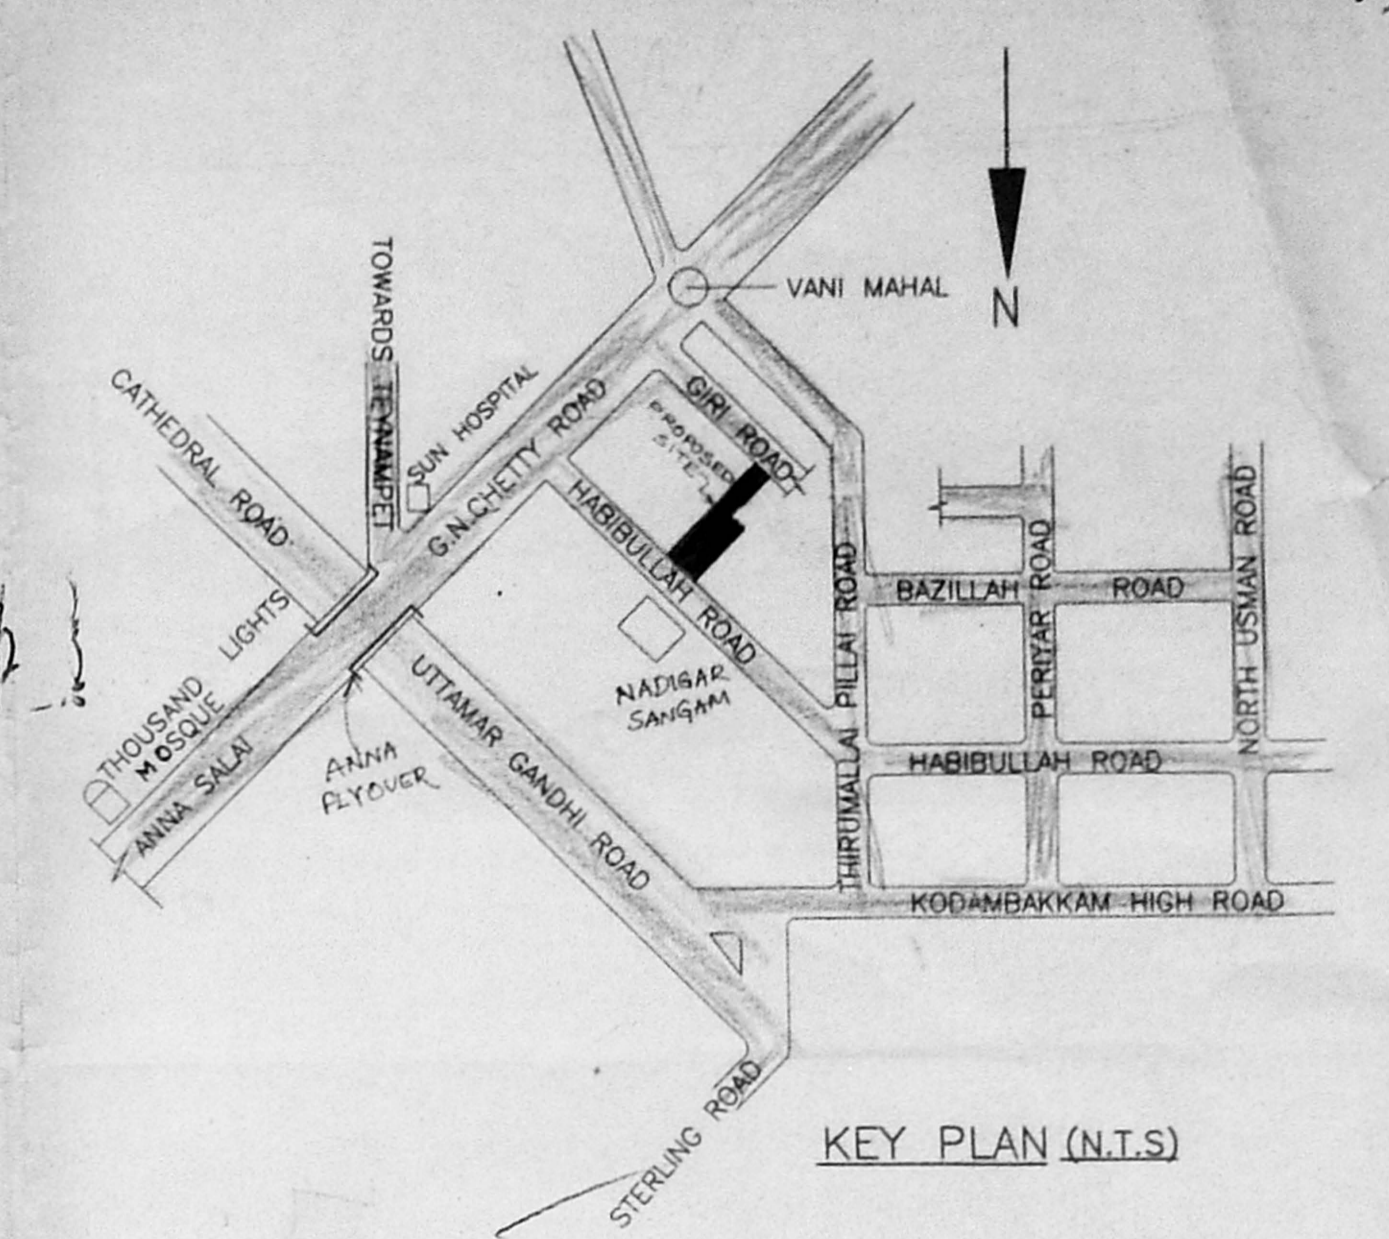 VANI MAHAL
N
TOWARDS TEYNAMPET
CATHEDRAL ROAD
SUN HOSPITAL
G.N.CHETTY ROAD
GIRI ROAD
PROPOSED
SITE
HABIBULLAH ROAD
NADIGAR
SANGAM
THOUSAND LIGHTS
MOSQUE
ANNA SALAI
ANNA
FLYOVER
UTTAMAR GANDHI ROAD
THIRUMALLAI PILLAI ROAD
BAZILLAH ROAD
PERIYAR ROAD
NORTH USMAN ROAD
HABIBULLAH ROAD
KODAMBAKKAM HIGH ROAD
STERLING ROAD
KEY PLAN (N.T.S)